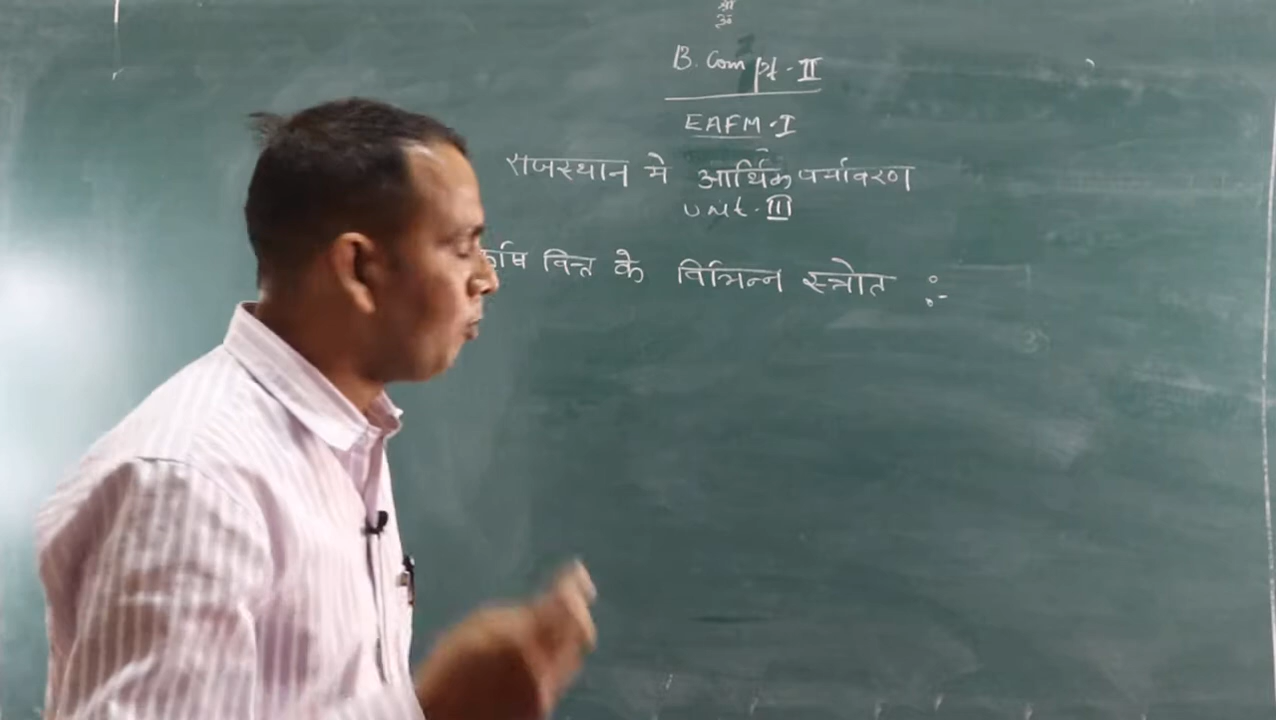 श्री
ॐ
B. Com pt - II
EAFM - I
राजस्थान मे आर्थिक पर्यावरण
Unit - III
कृषि वित्त के विभिन्न स्त्रोत :-